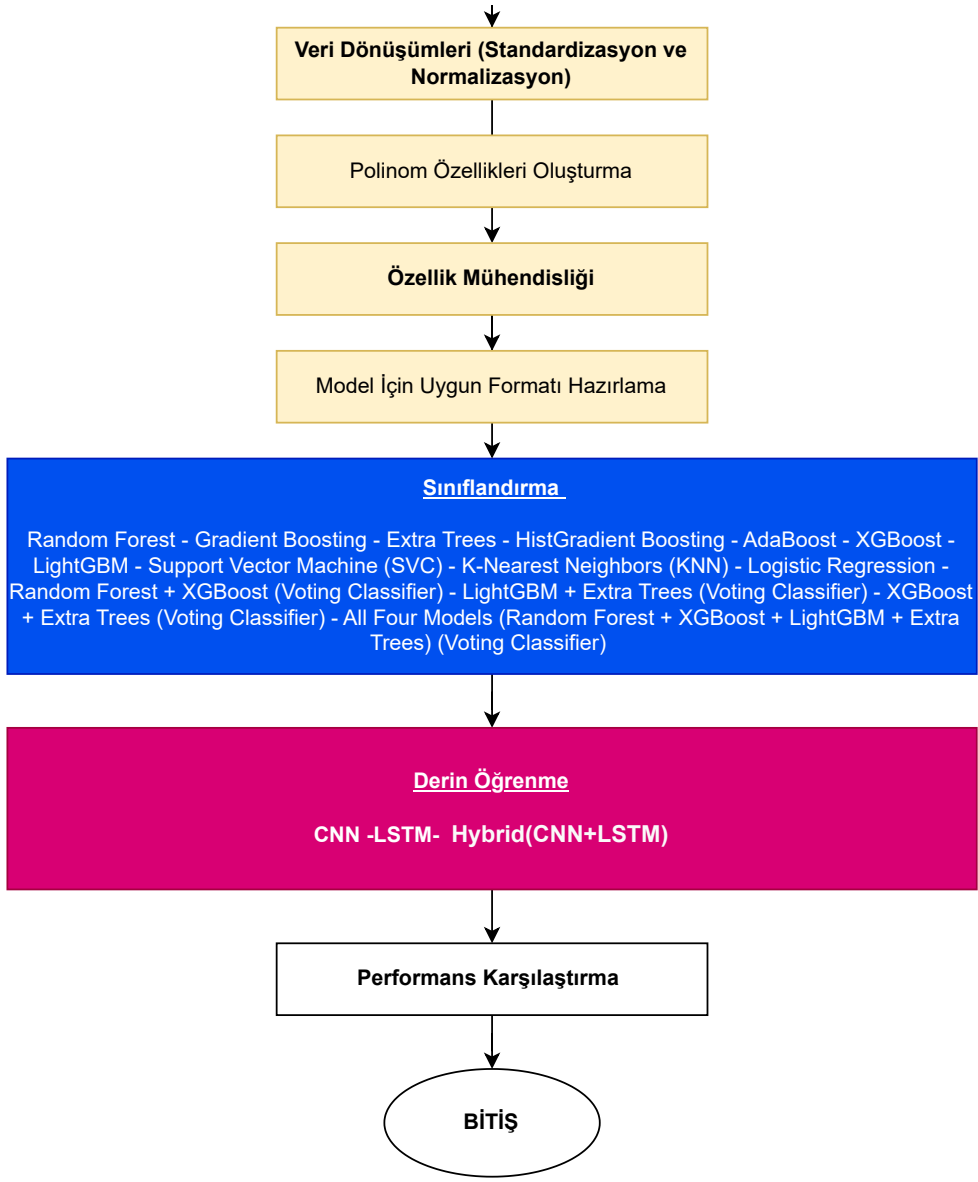 Veri Dönüşümleri (Standardizasyon ve
Normalizasyon)
Polinom Özellikleri Oluşturma
Özellik Mühendisliği
Model İçin Uygun Formatı Hazırlama
Sınıflandırma
Random Forest - Gradient Boosting - Extra Trees - HistGradient Boosting - AdaBoost - XGBoost -
LightGBM - Support Vector Machine (SVC) - K-Nearest Neighbors (KNN) - Logistic Regression -
Random Forest + XGBoost (Voting Classifier) - LightGBM + Extra Trees (Voting Classifier) - XGBoost
+ Extra Trees (Voting Classifier) - All Four Models (Random Forest + XGBoost + LightGBM + Extra
Trees) (Voting Classifier)
Derin Öğrenme
CNN -LSTM- Hybrid(CNN+LSTM)
Performans Karşılaştırma
BİTİŞ